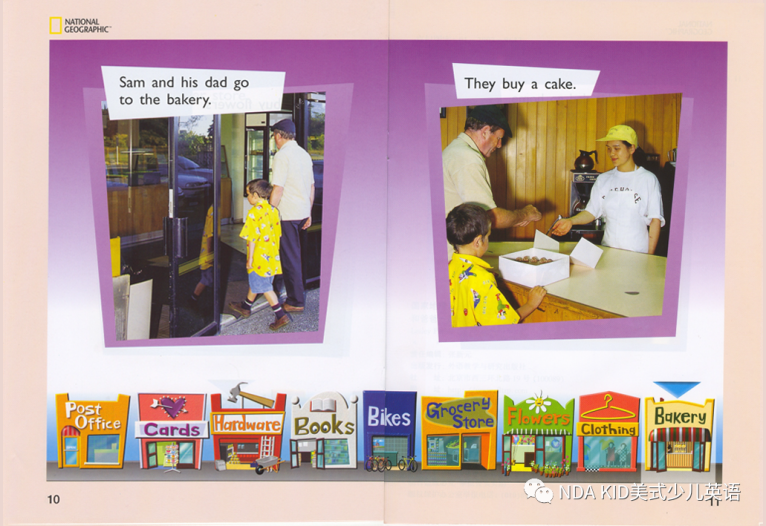 NATIONAL
GEOGRAPHIC
Sam and his dad go
to the bakery.
They buy a cake.
Post
Office
Cards
Hardware
Books
Bikes
Grocery
Store
Flowers
Clothing
Bakery
10
11
NDA KID美式少儿英语